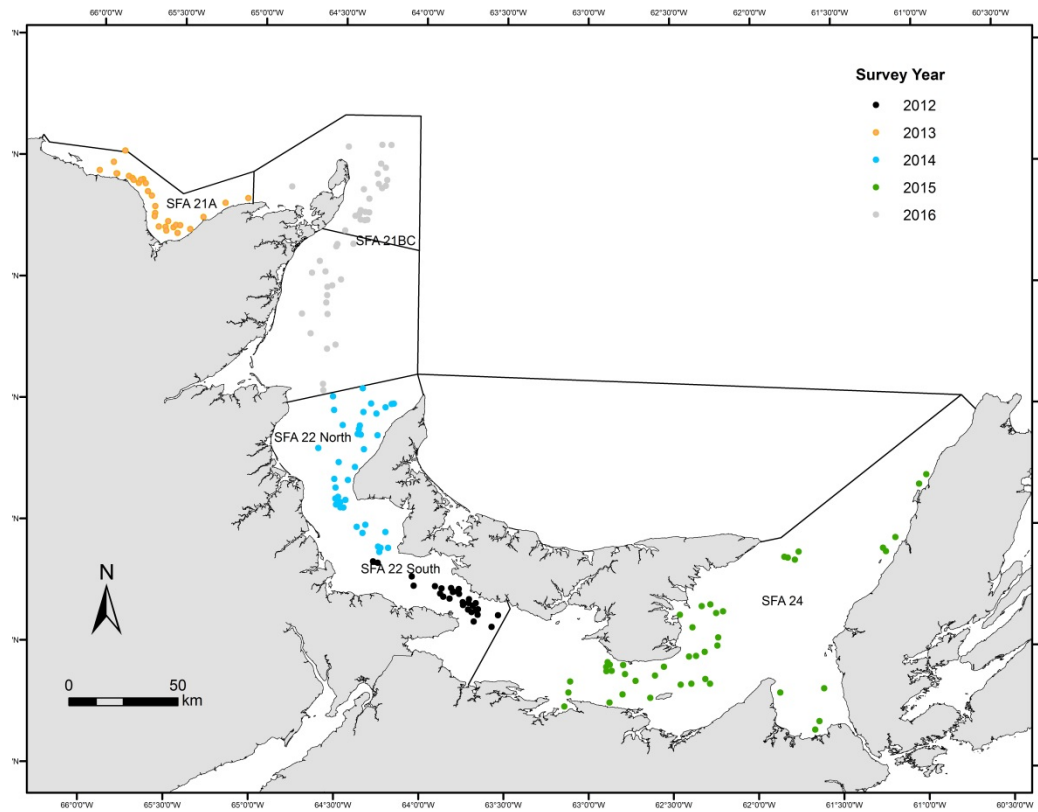 66°0'0"W 65°30'0"W 65°0'0"W 64°30'0"W 64°0'0"W 63°30'0"W 63°0'0"W 62°30'0"W 62°0'0"W 61°30'0"W 61°0'0"W 60°30'0"W
"N
Survey Year
2012
2013
2014
2015
2016
"N
SFA 21A
SFA 21BC
"N
"N
SFA 22 North
"N
SFA 22 South
N
SFA 24
"N
0 50
km
"N
66°0'0"W 65°30'0"W 65°0'0"W 64°30'0"W 64°0'0"W 63°30'0"W 63°0'0"W 62°30'0"W 62°0'0"W 61°30'0"W 61°0'0"W